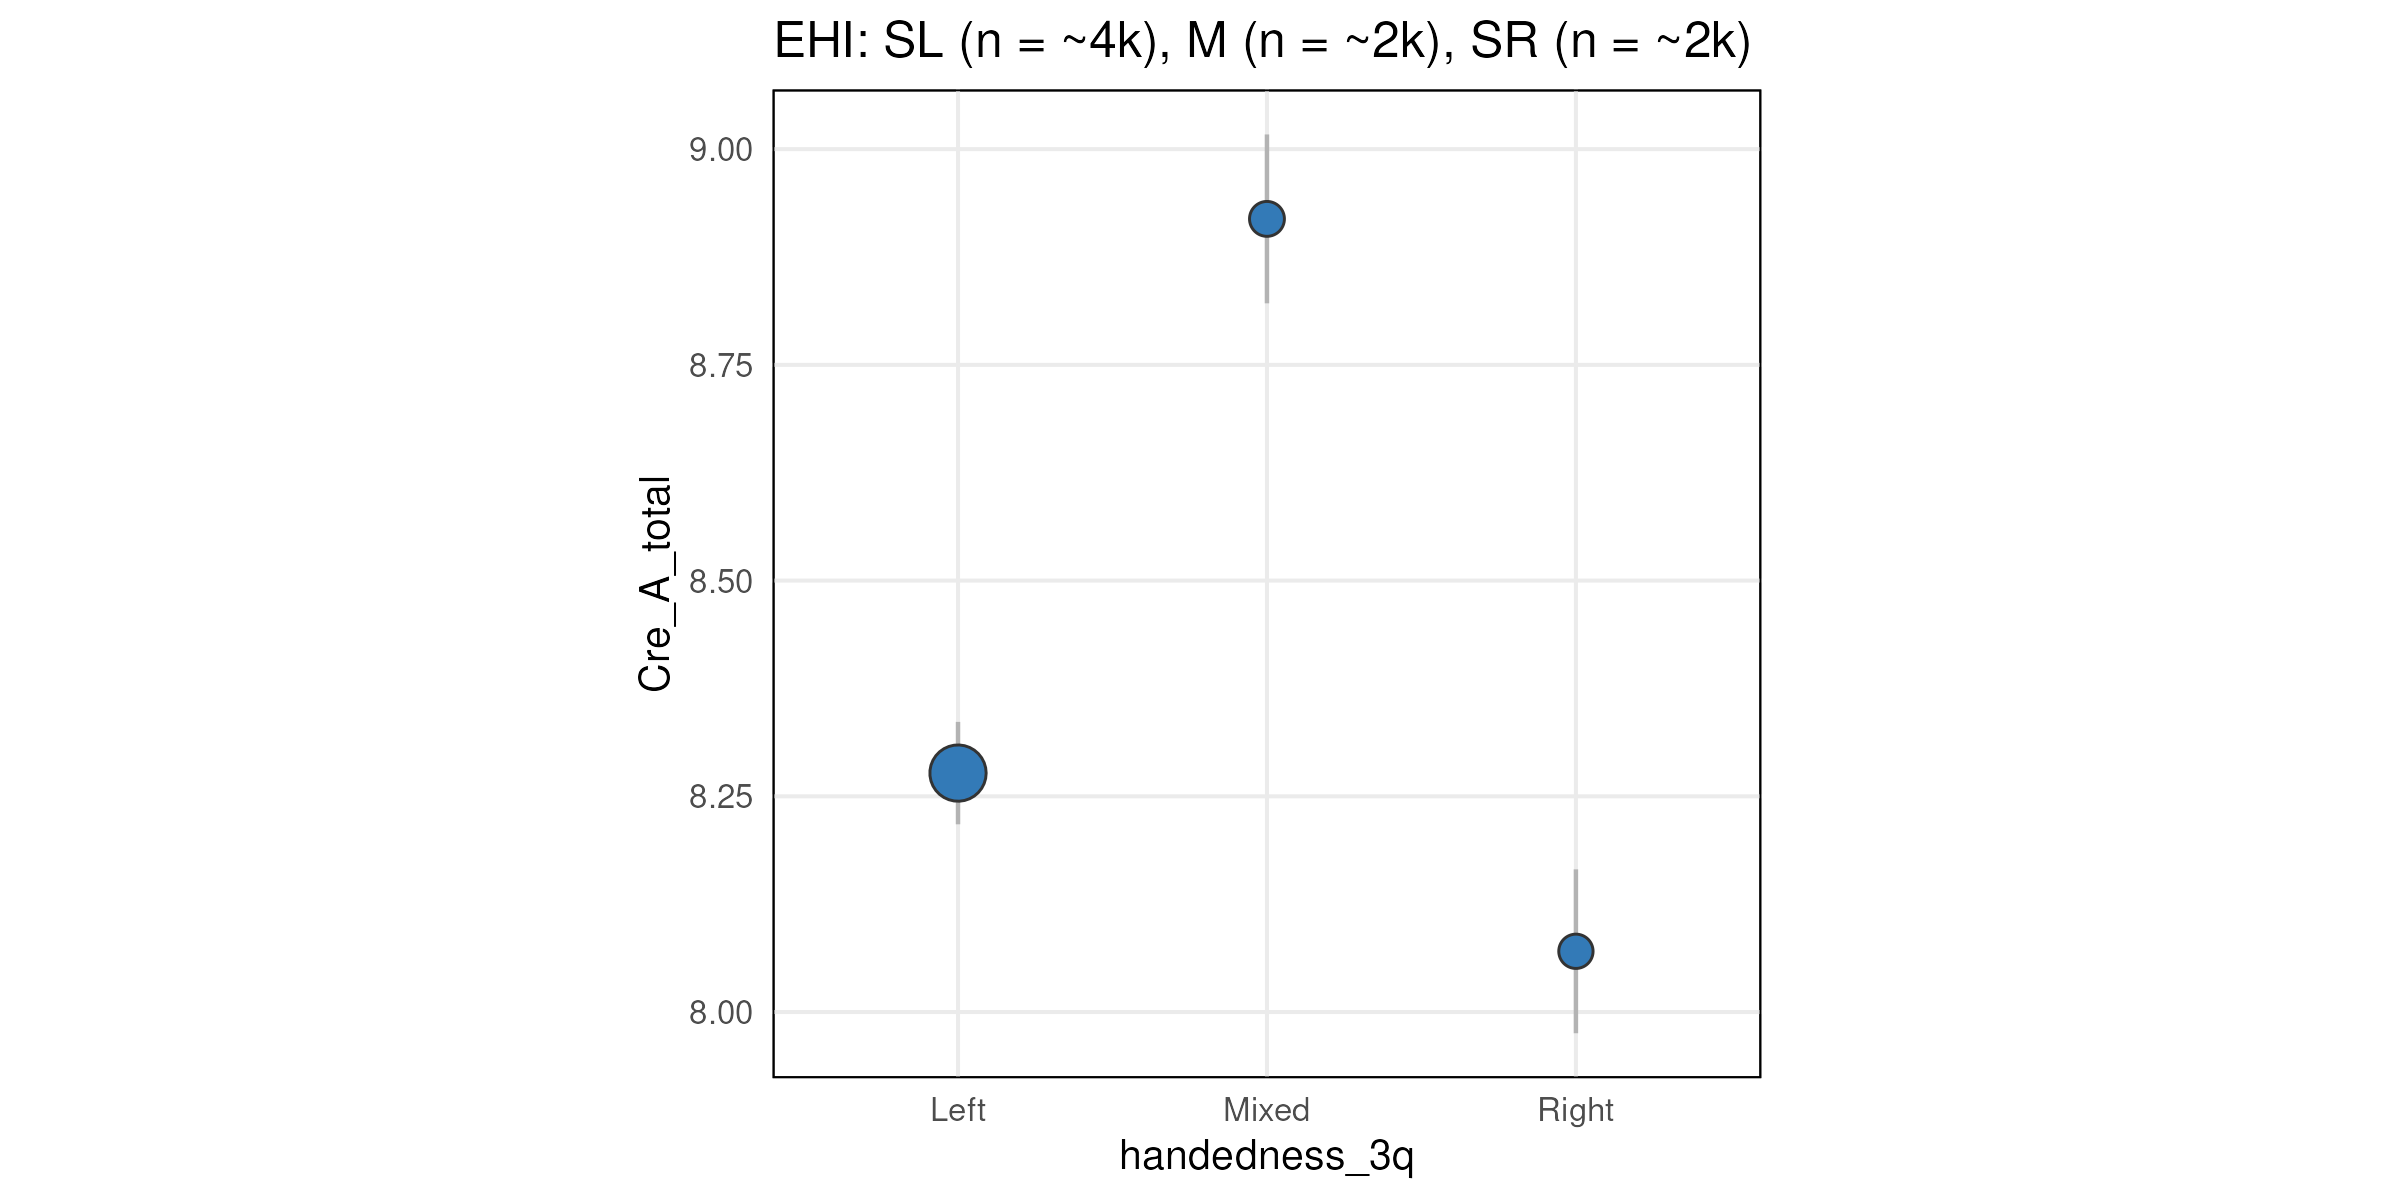 EHI: SL (n = ~4k), M (n = ~2k), SR (n = ~2k)
Cre_A_total
9.00
8.75
8.50
8.25
8.00
Left Mixed Right
handedness_3q